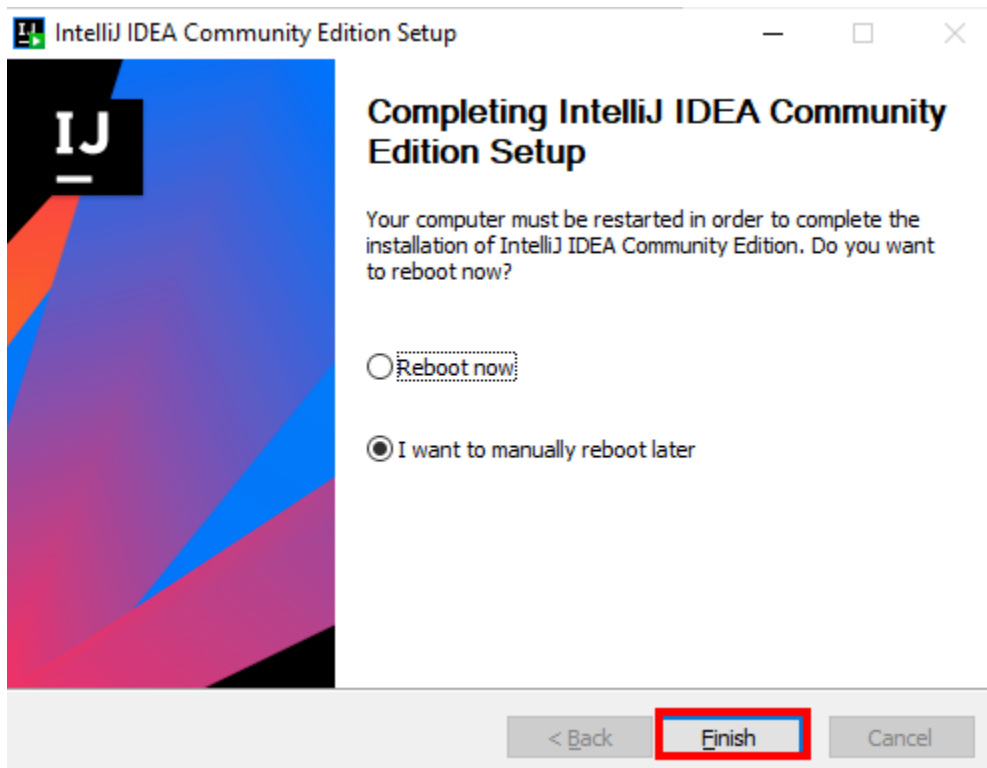 IntelliJ IDEA Community Edition Setup
IJ
Completing IntelliJ IDEA Community
Edition Setup
Your computer must be restarted in order to complete the
installation of IntelliJ IDEA Community Edition. Do you want
to reboot now?
Reboot now
I want to manually reboot later
< Back
Finish
Cancel